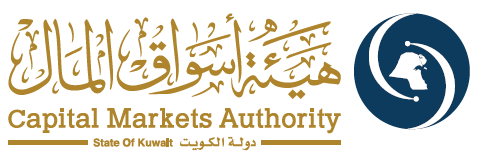 هيئة أسواق المال
Capital Markets Authority
State Of Kuwait دولة الكويت